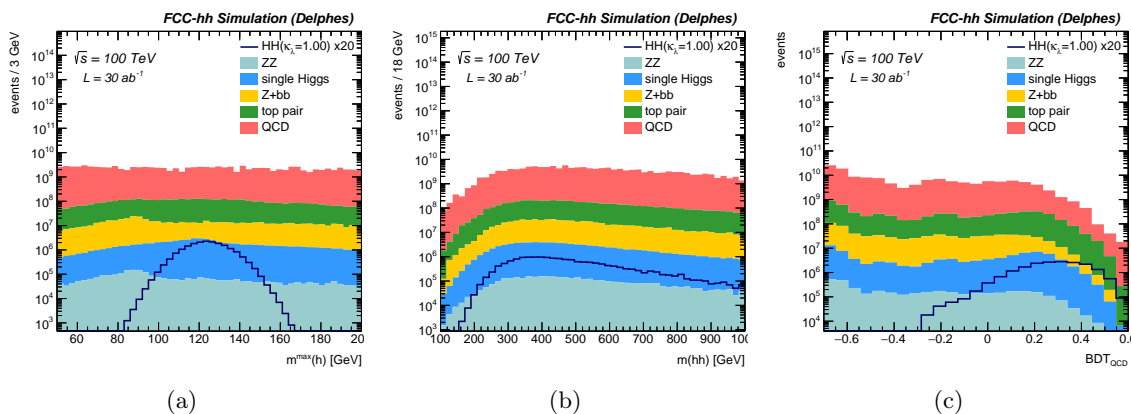 FCC-hh Simulation (Delphes)
events / 3 GeV
√s = 100 TeV
L = 30 ab⁻¹
HH(κλ=1.00) x20
ZZ
single Higgs
Z+bb
top pair
QCD
10¹⁴
10¹³
10¹²
10¹¹
10¹⁰
10⁹
10⁸
10⁷
10⁶
10⁵
10⁴
10³
60 80 100 120 140 160 180 200
mᵐᵃˣ(h) [GeV]
(a)
FCC-hh Simulation (Delphes)
events / 18 GeV
√s = 100 TeV
L = 30 ab⁻¹
HH(κλ=1.00) x20
ZZ
single Higgs
Z+bb
top pair
QCD
10¹⁵
10¹⁴
10¹³
10¹²
10¹¹
10¹⁰
10⁹
10⁸
10⁷
10⁶
10⁵
10⁴
10³
100 200 300 400 500 600 700 800 900 1000
m(hh) [GeV]
(b)
FCC-hh Simulation (Delphes)
events
√s = 100 TeV
L = 30 ab⁻¹
HH(κλ=1.00) x20
ZZ
single Higgs
Z+bb
top pair
QCD
10¹⁵
10¹⁴
10¹³
10¹²
10¹¹
10¹⁰
10⁹
10⁸
10⁷
10⁶
10⁵
10⁴
−0.6 −0.4 −0.2 0 0.2 0.4 0.6
BDT_QCD
(c)